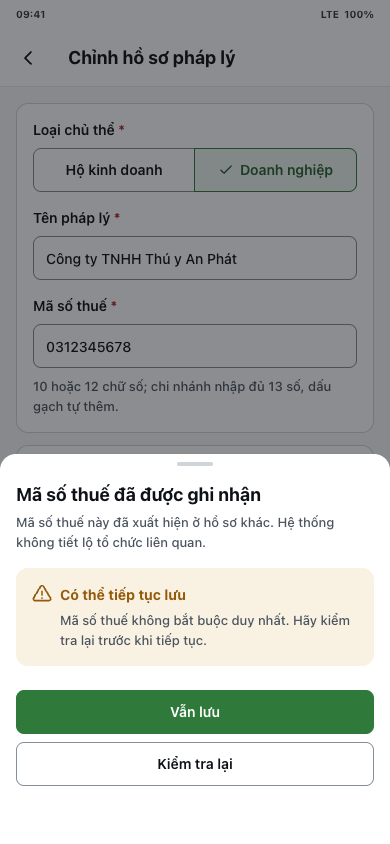 09:41
LTE 100%
Chỉnh hồ sơ pháp lý
Loại chủ thể *
Hộ kinh doanh
Doanh nghiệp
Tên pháp lý *
Công ty TNHH Thú y An Phát
Mã số thuế *
0312345678
10 hoặc 12 chữ số; chi nhánh nhập đủ 13 số, dấu
gạch tự thêm.
Mã số thuế đã được ghi nhận
Mã số thuế này đã xuất hiện ở hồ sơ khác. Hệ thống
không tiết lộ tổ chức liên quan.
Có thể tiếp tục lưu
Mã số thuế không bắt buộc duy nhất. Hãy kiểm
tra lại trước khi tiếp tục.
Vẫn lưu
Kiểm tra lại